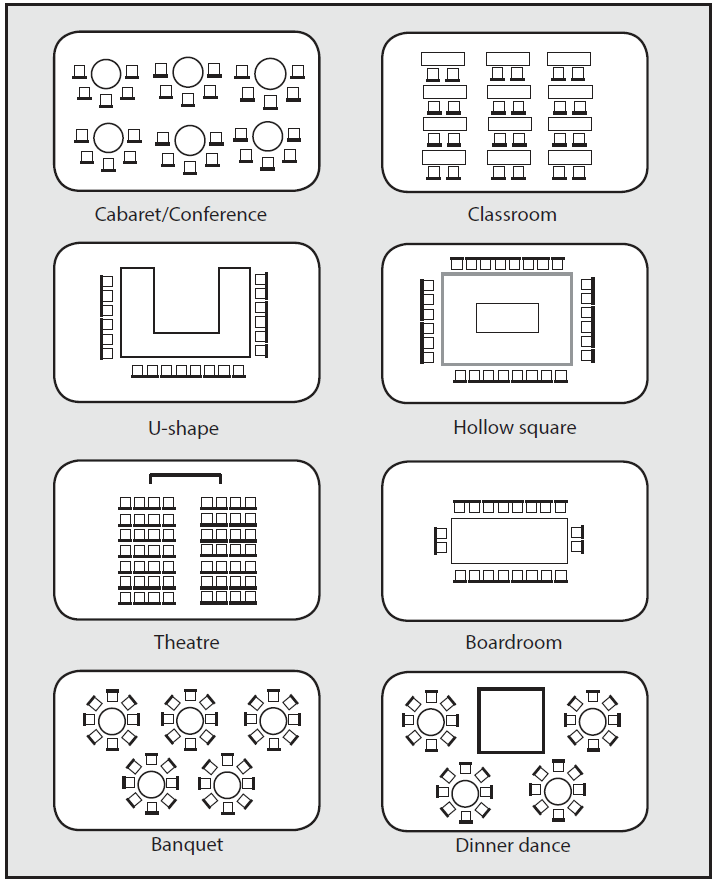 Cabaret/Conference
Classroom
U-shape
Hollow square
Theatre
Boardroom
Banquet
Dinner dance